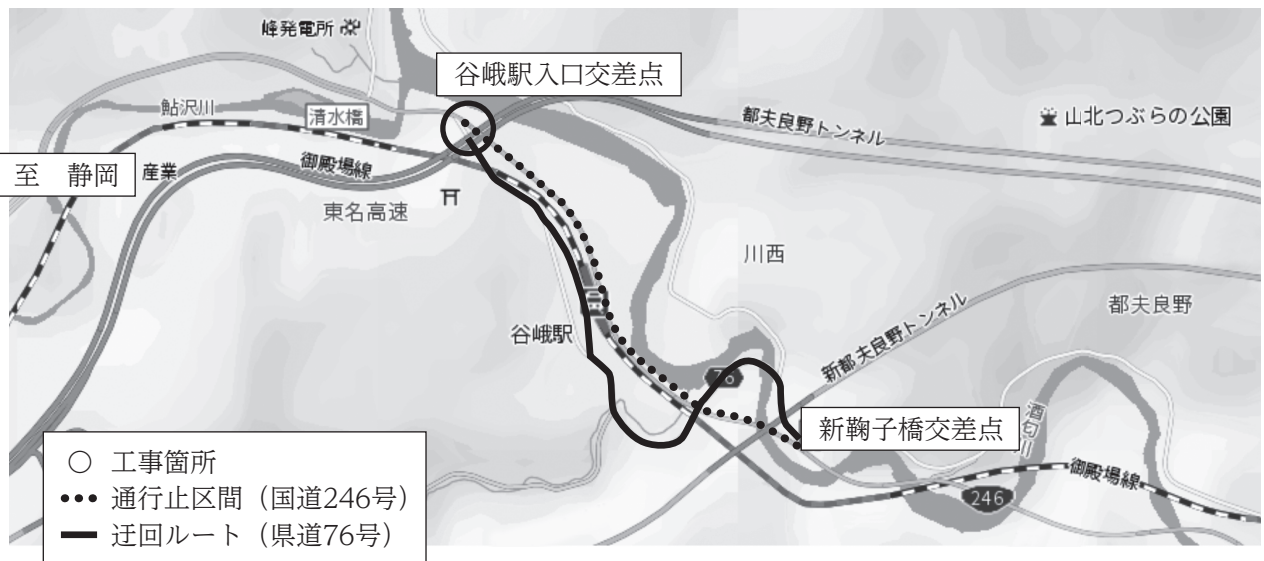 峰発電所
谷峨駅入口交差点
鮎沢川
清水橋
都夫良野トンネル
山北つぶらの公園
至 静岡
産業
御殿場線
東名高速
川西
都夫良野
谷峨駅
新都夫良野トンネル
76
新鞠子橋交差点
酒匂川
御殿場線
246
○ 工事箇所
••• 通行止区間（国道246号）
━ 迂回ルート（県道76号）